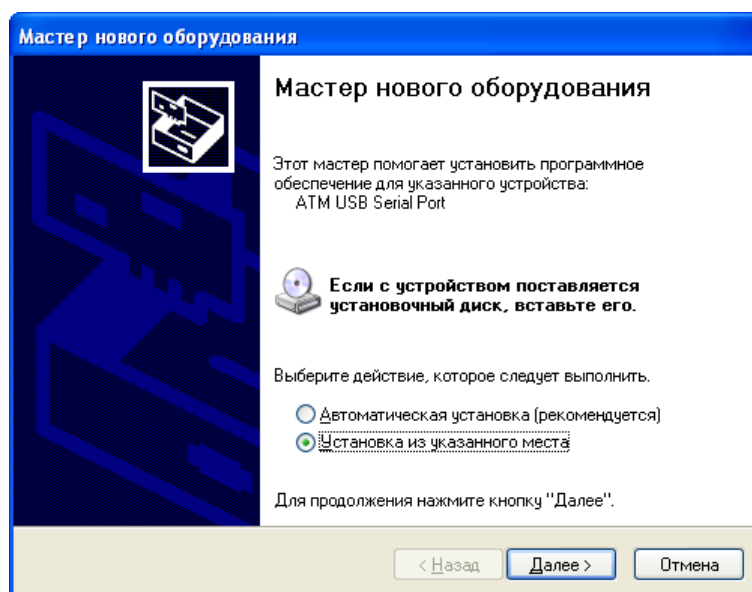 Мастер нового оборудования
Мастер нового оборудования
Этот мастер помогает установить программное
обеспечение для указанного устройства:
ATM USB Serial Port
Если с устройством поставляется
установочный диск, вставьте его.
Выберите действие, которое следует выполнить.
Автоматическая установка (рекомендуется)
Установка из указанного места
Для продолжения нажмите кнопку "Далее".
< Назад
Далее >
Отмена